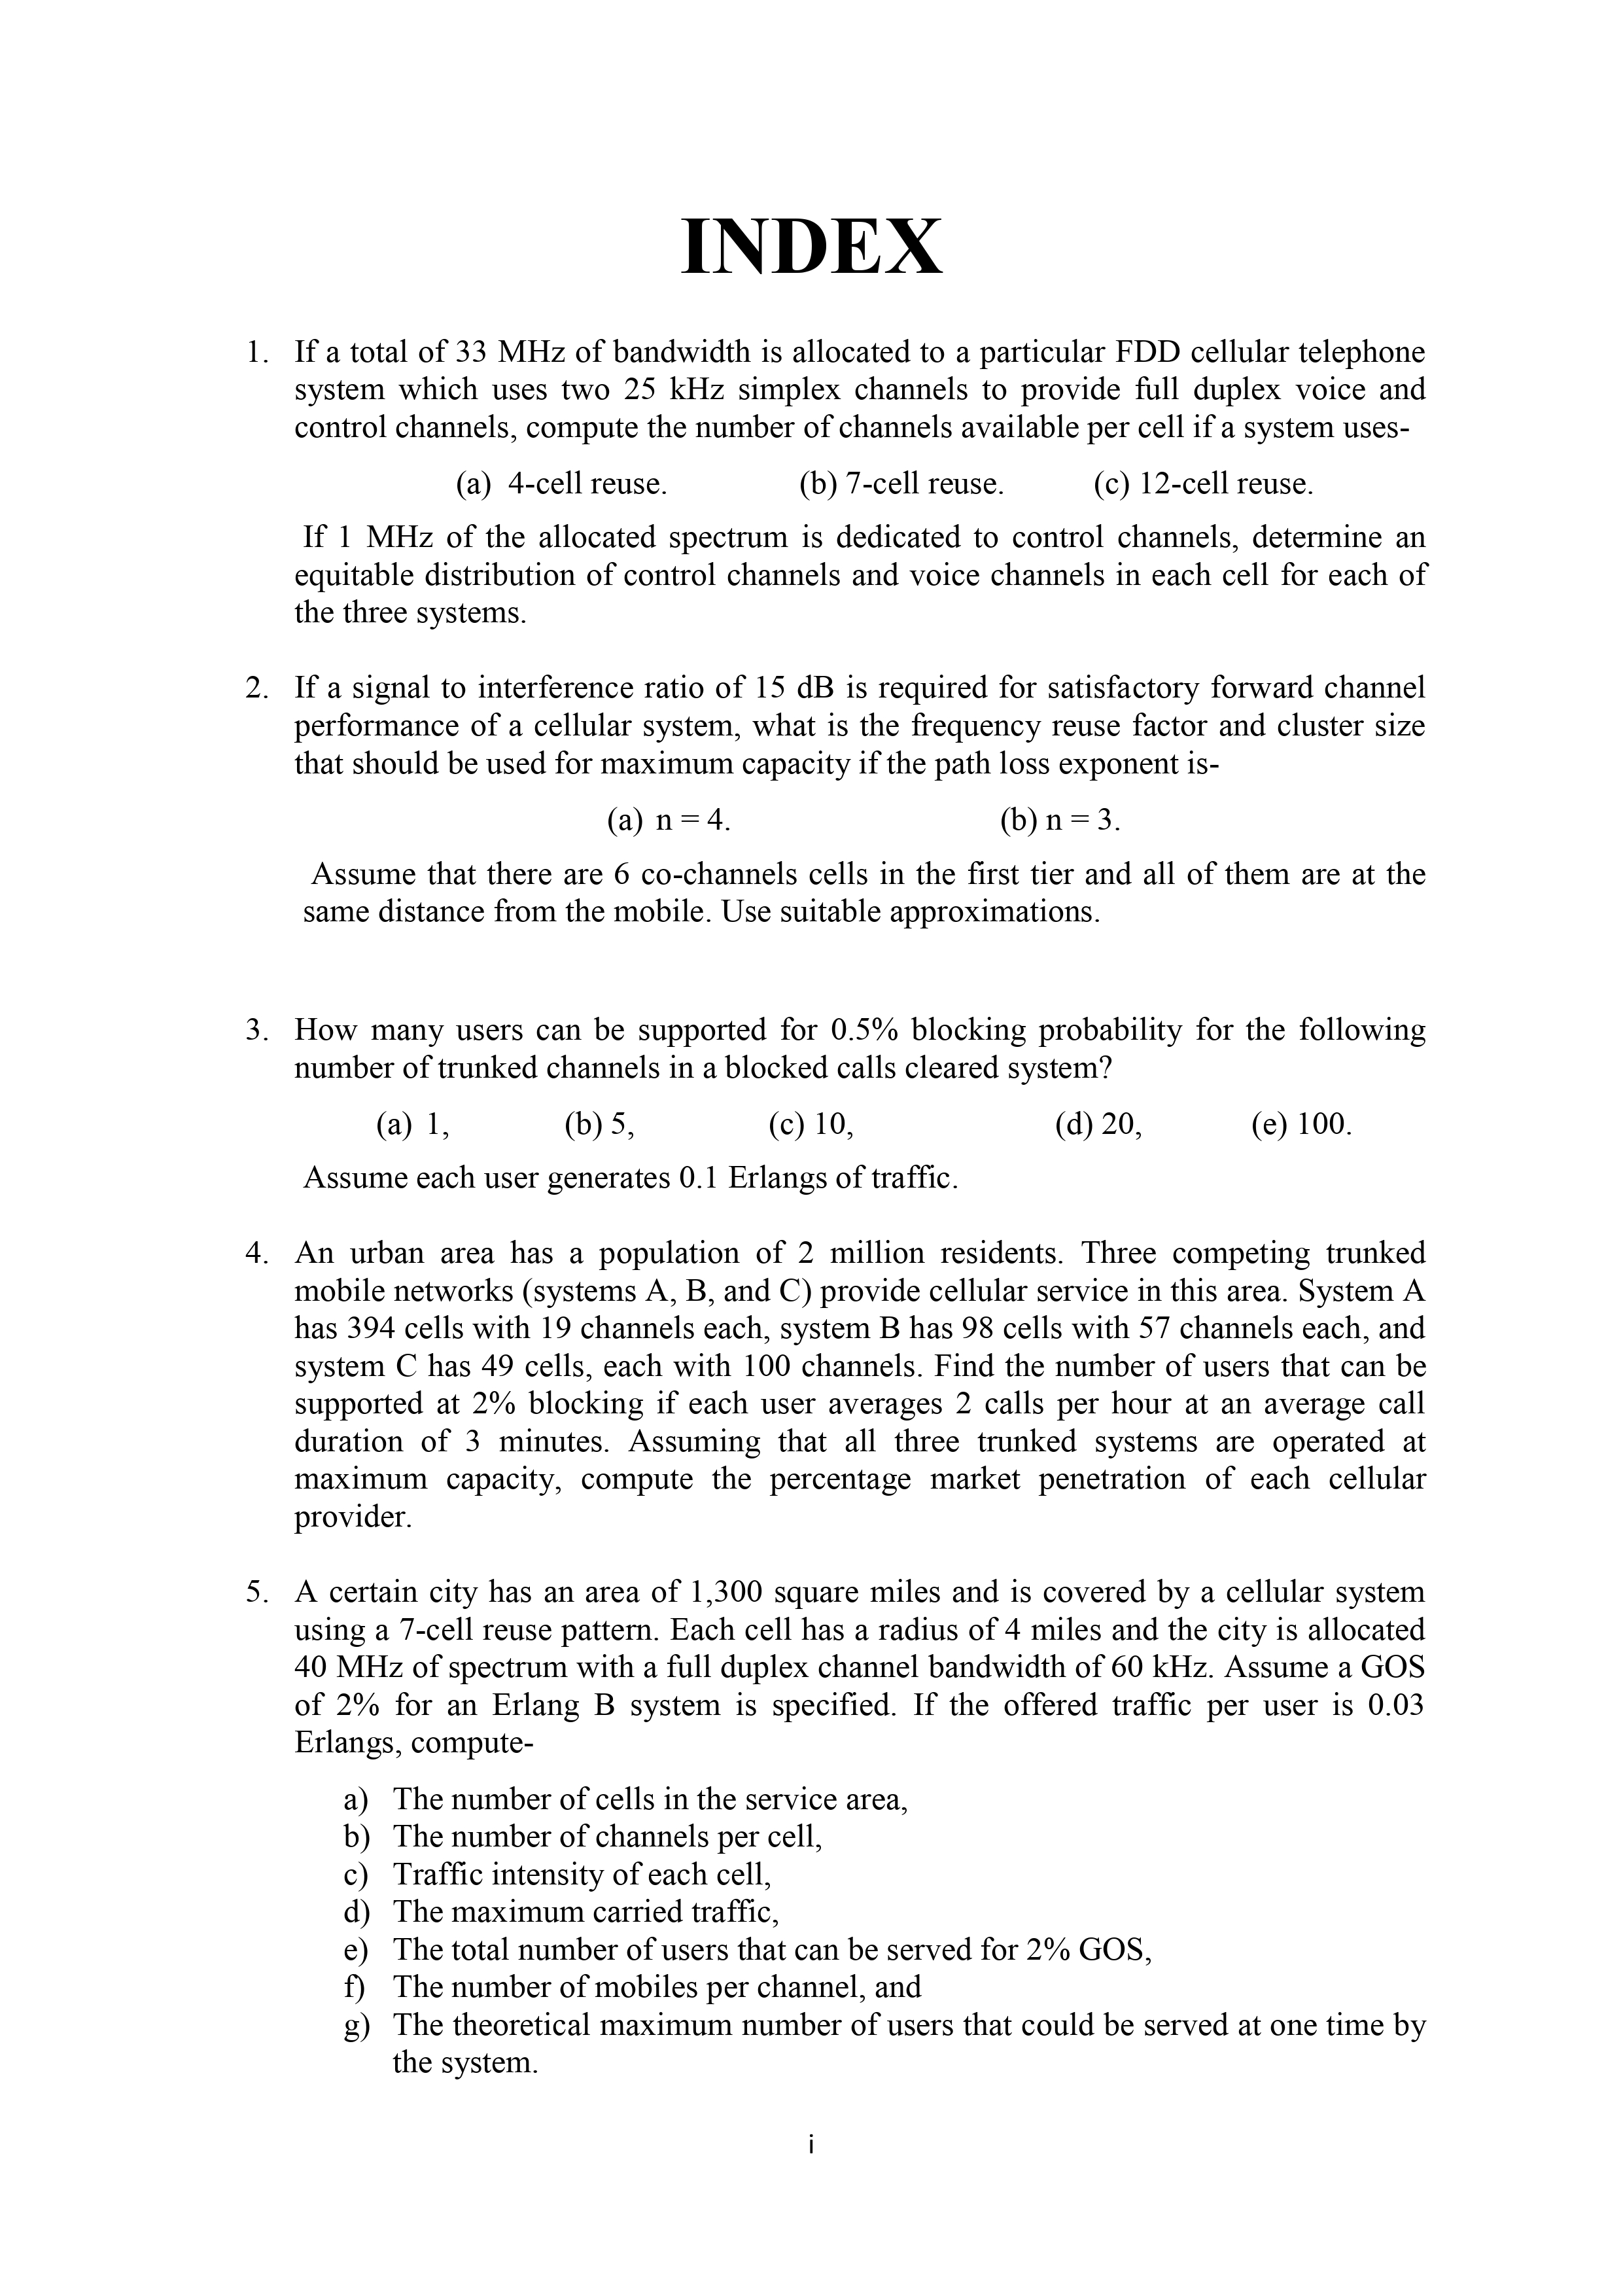 INDEX
1. If a total of 33 MHz of bandwidth is allocated to a particular FDD cellular telephone
system which uses two 25 kHz simplex channels to provide full duplex voice and
control channels, compute the number of channels available per cell if a system uses-
(a) 4-cell reuse. (b) 7-cell reuse. (c) 12-cell reuse.
If 1 MHz of the allocated spectrum is dedicated to control channels, determine an
equitable distribution of control channels and voice channels in each cell for each of
the three systems.
2. If a signal to interference ratio of 15 dB is required for satisfactory forward channel
performance of a cellular system, what is the frequency reuse factor and cluster size
that should be used for maximum capacity if the path loss exponent is-
(a) n = 4. (b) n = 3.
Assume that there are 6 co-channels cells in the first tier and all of them are at the
same distance from the mobile. Use suitable approximations.
3. How many users can be supported for 0.5% blocking probability for the following
number of trunked channels in a blocked calls cleared system?
(a) 1, (b) 5, (c) 10, (d) 20, (e) 100.
Assume each user generates 0.1 Erlangs of traffic.
4. An urban area has a population of 2 million residents. Three competing trunked
mobile networks (systems A, B, and C) provide cellular service in this area. System A
has 394 cells with 19 channels each, system B has 98 cells with 57 channels each, and
system C has 49 cells, each with 100 channels. Find the number of users that can be
supported at 2% blocking if each user averages 2 calls per hour at an average call
duration of 3 minutes. Assuming that all three trunked systems are operated at
maximum capacity, compute the percentage market penetration of each cellular
provider.
5. A certain city has an area of 1,300 square miles and is covered by a cellular system
using a 7-cell reuse pattern. Each cell has a radius of 4 miles and the city is allocated
40 MHz of spectrum with a full duplex channel bandwidth of 60 kHz. Assume a GOS
of 2% for an Erlang B system is specified. If the offered traffic per user is 0.03
Erlangs, compute-
a) The number of cells in the service area,
b) The number of channels per cell,
c) Traffic intensity of each cell,
d) The maximum carried traffic,
e) The total number of users that can be served for 2% GOS,
f) The number of mobiles per channel, and
g) The theoretical maximum number of users that could be served at one time by
the system.
i